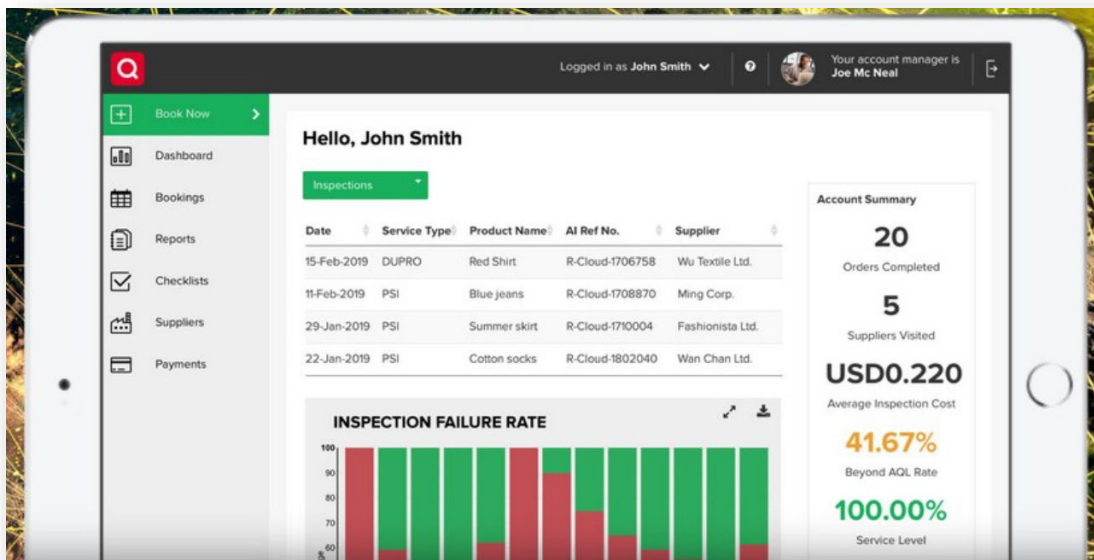 Logged in as John Smith
Your account manager is
Joe Mc Neal
Book Now
Dashboard
Bookings
Reports
Checklists
Suppliers
Payments
Hello, John Smith
Inspections
Date Service Type Product Name AI Ref No. Supplier
15-Feb-2019 DUPRO Red Shirt R-Cloud-1706758 Wu Textile Ltd.
11-Feb-2019 PSI Blue jeans R-Cloud-1708870 Ming Corp.
29-Jan-2019 PSI Summer skirt R-Cloud-1710004 Fashionista Ltd.
22-Jan-2019 PSI Cotton socks R-Cloud-1802040 Wan Chan Ltd.
INSPECTION FAILURE RATE
100
90
80
70
60
Account Summary
20
Orders Completed
5
Suppliers Visited
USD0.220
Average Inspection Cost
41.67%
Beyond AQL Rate
100.00%
Service Level